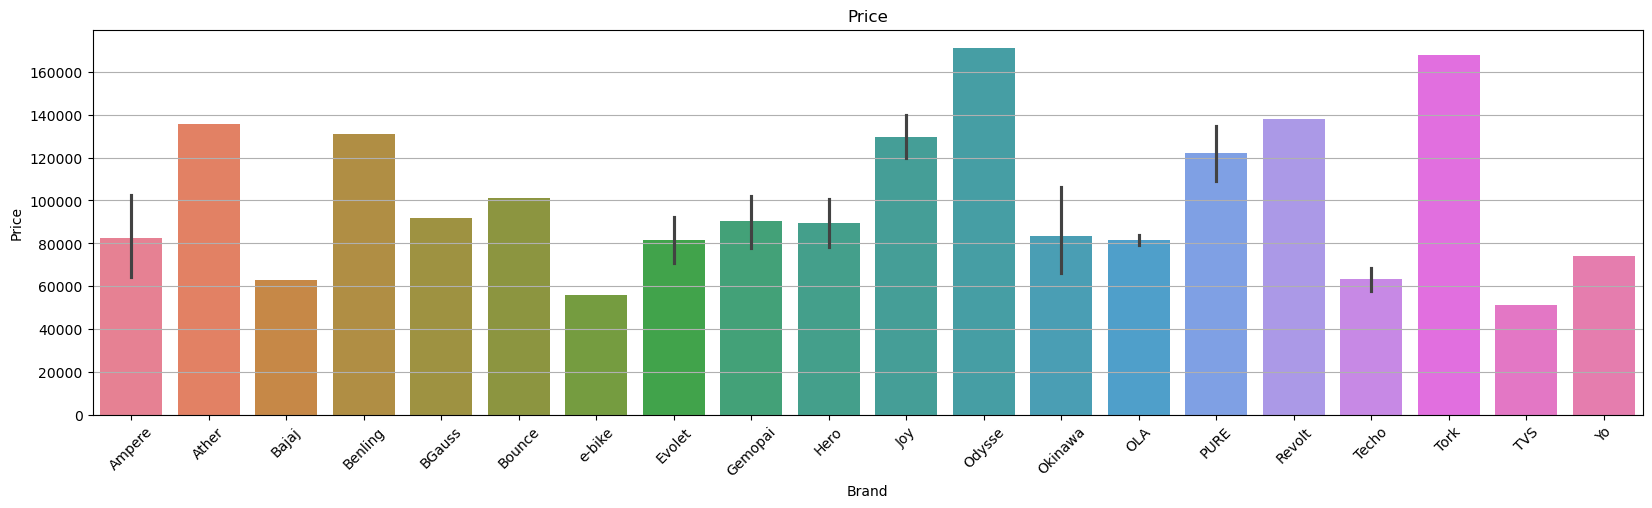 Price
Price
160000
140000
120000
100000
80000
60000
40000
20000
0
Ampere
Ather
Bajaj
Benling
BGauss
Bounce
e-bike
Evolet
Gemopai
Hero
Joy
Odysse
Okinawa
OLA
PURE
Revolt
Techo
Tork
TVS
Yo
Brand